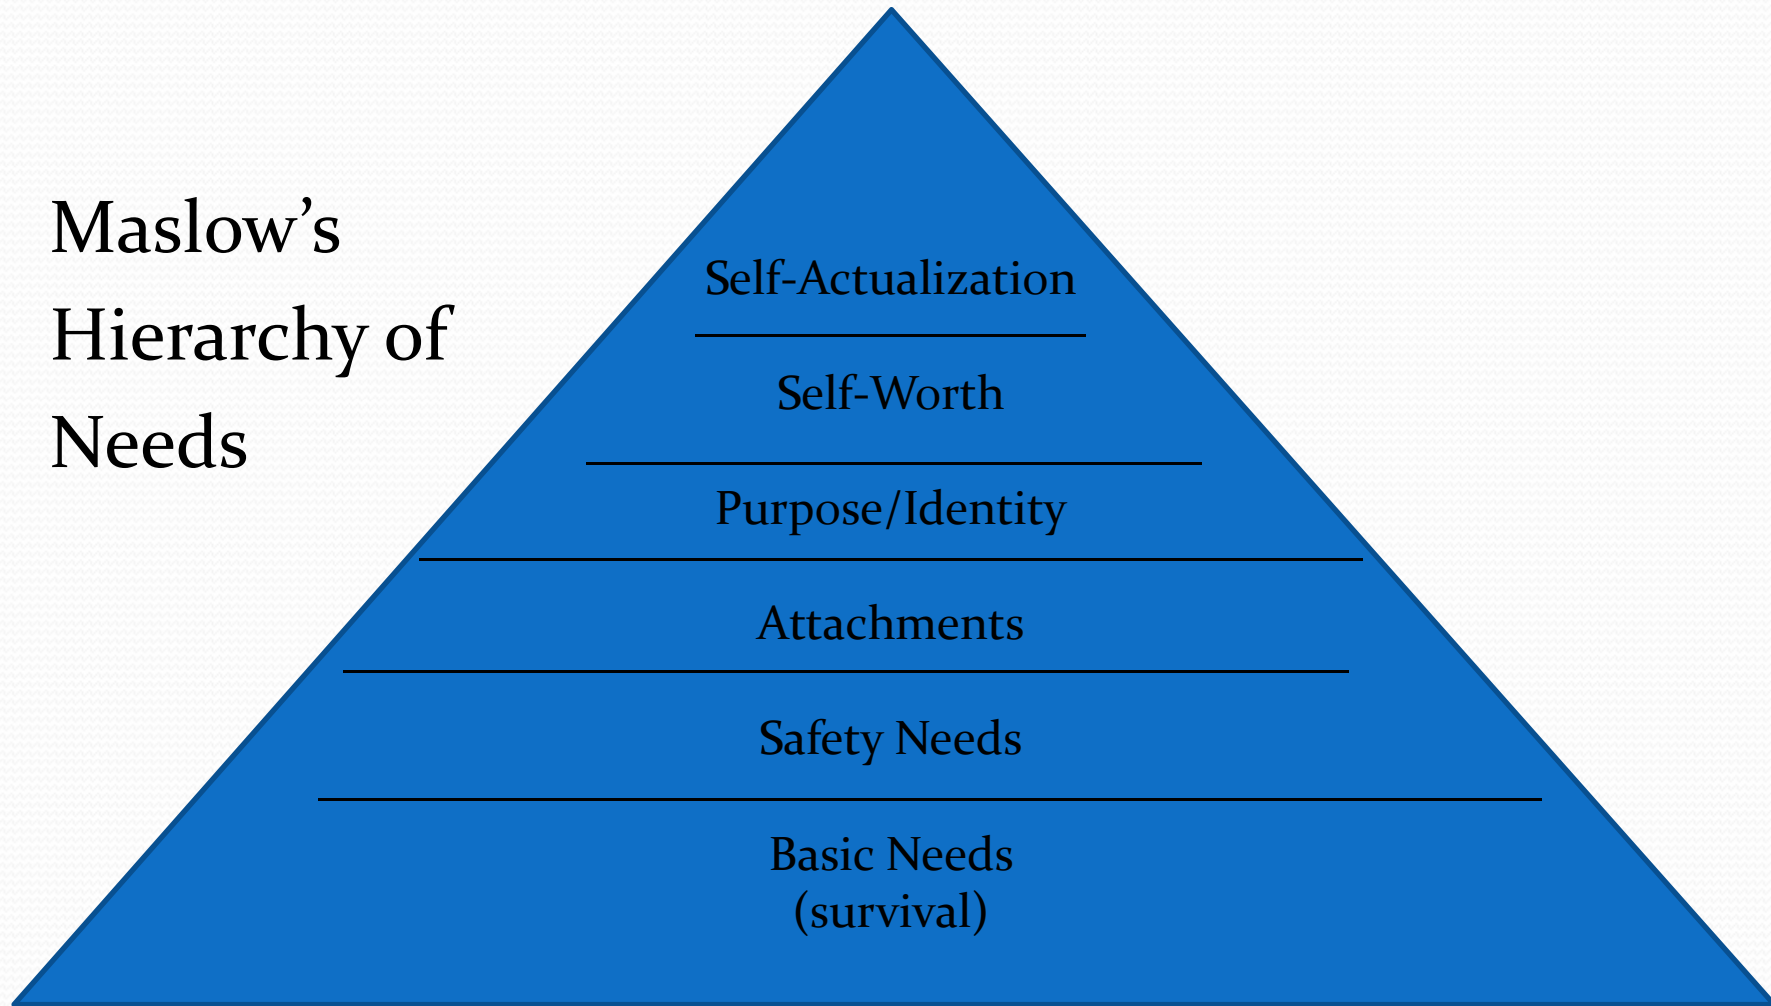 Maslow’s
Hierarchy of
Needs
Self-Actualization
Self-Worth
Purpose/Identity
Attachments
Safety Needs
Basic Needs
(survival)